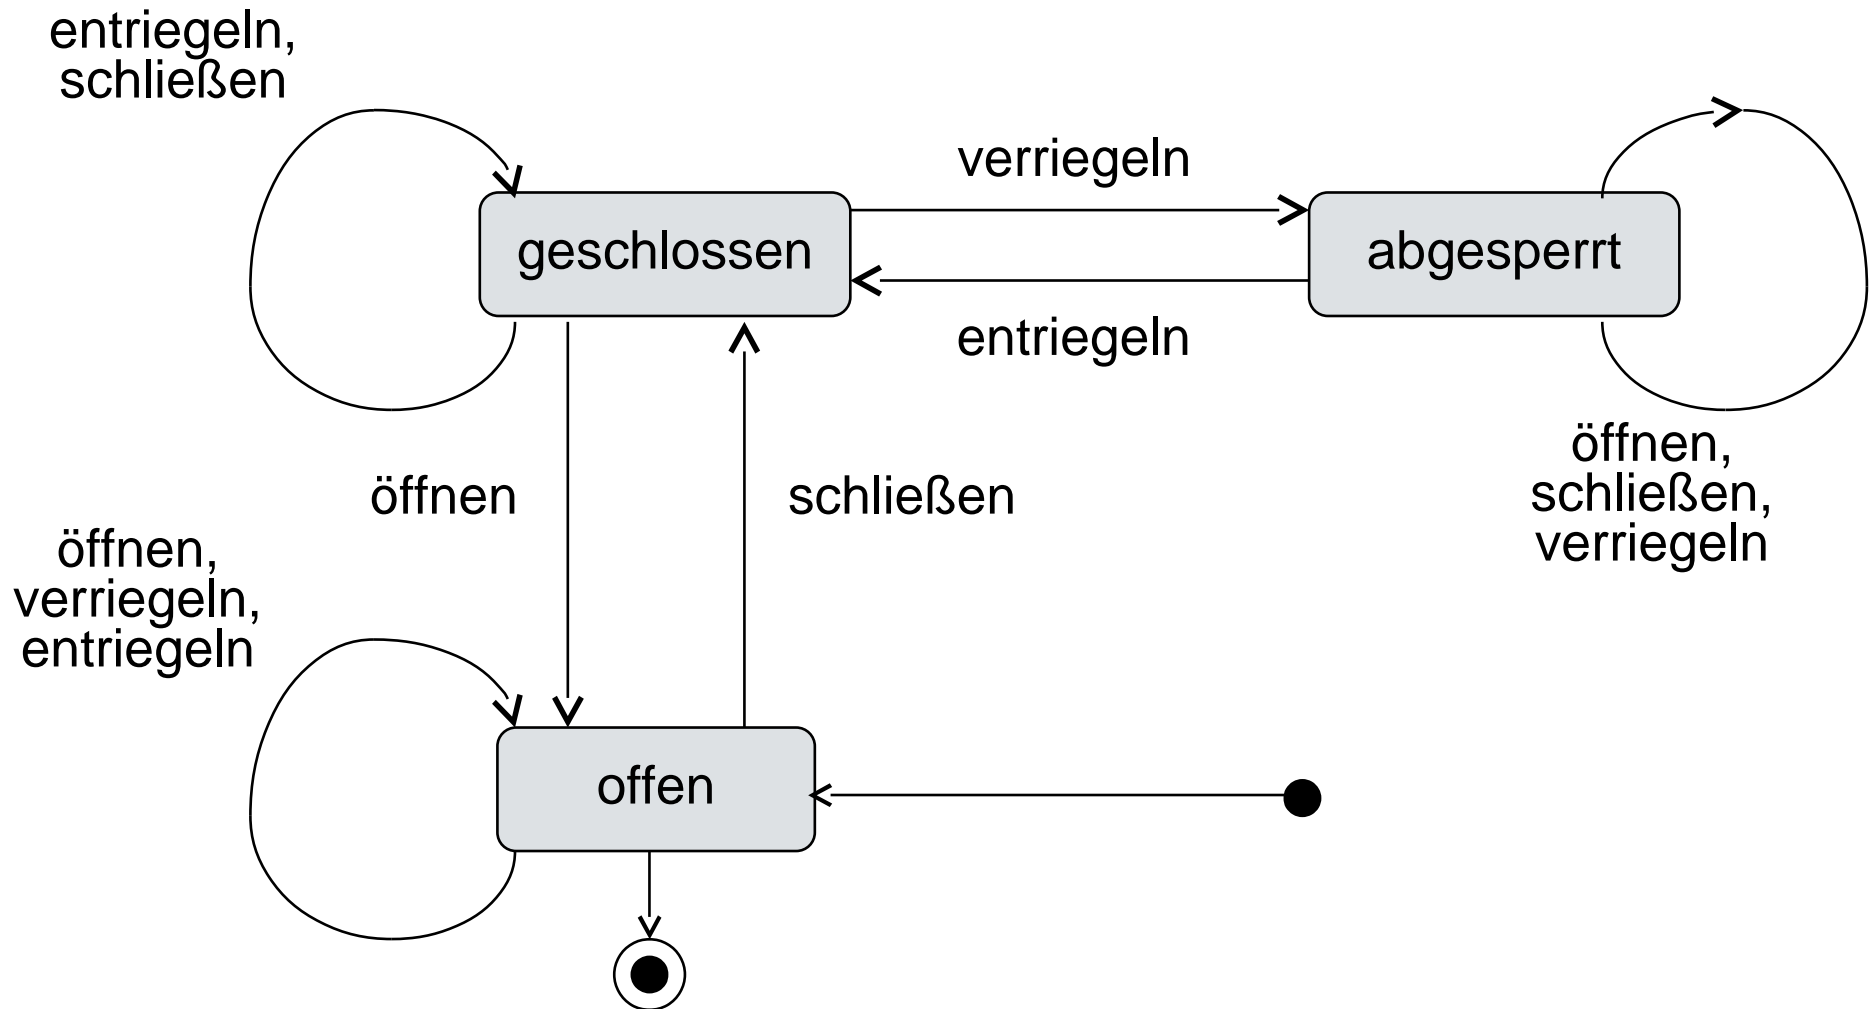 entriegeln,
schließen
verriegeln
geschlossen
abgesperrt
entriegeln
öffnen
schließen
öffnen,
schließen,
verriegeln
öffnen,
verriegeln,
entriegeln
offen